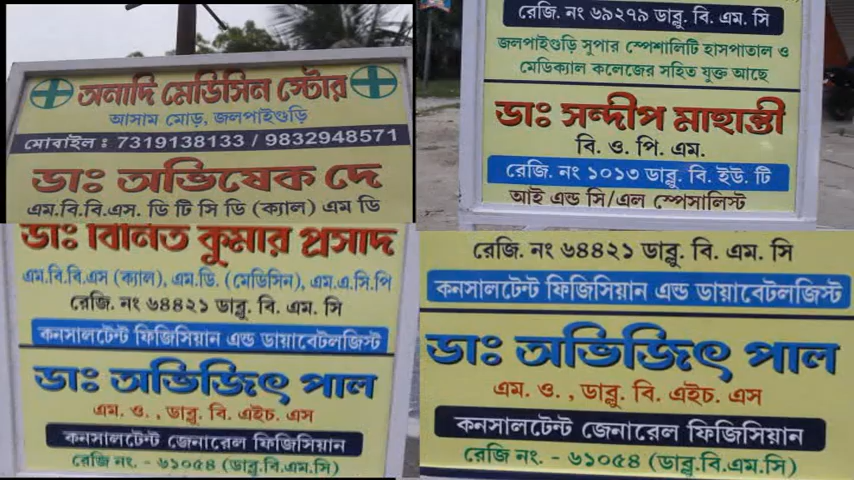 অনাদি মেডিসিন স্টোর
আসাম মোড়, জলপাইগুড়ি
মোবাইল : 7319138133 / 9832948571
ডাঃ অভিষেক দে
এম.বি.বি.এস. ডি টি সি ডি (ক্যাল) এম ডি
রেজি. নং ৬৯২৭৯ ডাব্লু. বি. এম. সি
জলপাইগুড়ি সুপার স্পেশালিটি হাসপাতাল ও
মেডিক্যাল কলেজের সহিত যুক্ত আছে
ডাঃ সন্দীপ মাহান্তী
বি. ও. পি. এম.
রেজি. নং ১০১৩ ডাব্লু. বি. ইউ. টি
আই এন্ড সি/এল স্পেসালিস্ট
ডাঃ বিনিত কুমার প্রসাদ
এম.বি.বি.এস (ক্যাল), এম.ডি. (মেডিসিন), এম.এ.সি.পি
রেজি. নং ৬৪৪২১ ডাব্লু. বি. এম. সি
কনসালটেন্ট ফিজিসিয়ান এন্ড ডায়াবেটলজিস্ট
ডাঃ অভিজিৎ পাল
এম. ও. , ডাব্লু. বি. এইচ. এস
কনসালটেন্ট জেনারেল ফিজিসিয়ান
রেজি নং. - ৬১০৫৪ (ডাব্লু.বি.এম.সি)
রেজি. নং ৬৪৪২১ ডাব্লু. বি. এম. সি
কনসালটেন্ট ফিজিসিয়ান এন্ড ডায়াবেটলজিস্ট
ডাঃ অভিজিৎ পাল
এম. ও. , ডাব্লু. বি. এইচ. এস
কনসালটেন্ট জেনারেল ফিজিসিয়ান
রেজি নং. - ৬১০৫৪ (ডাব্লু.বি.এম.সি)